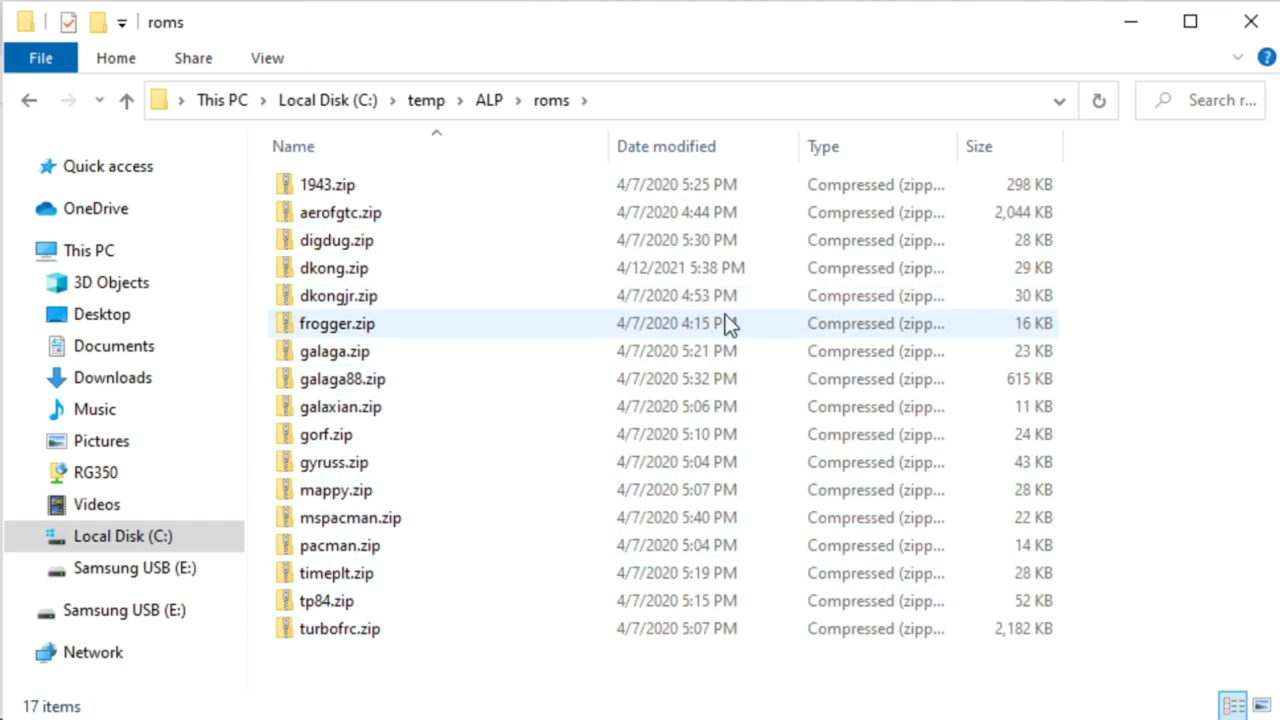 roms
File Home Share View
This PC Local Disk (C:) temp ALP roms Search r...
Name Date modified Type Size
Quick access
OneDrive
This PC
3D Objects
Desktop
Documents
Downloads
Music
Pictures
RG350
Videos
Local Disk (C:)
Samsung USB (E:)
Samsung USB (E:)
Network
1943.zip 4/7/2020 5:25 PM Compressed (zipp... 298 KB
aerofgtc.zip 4/7/2020 4:44 PM Compressed (zipp... 2,044 KB
digdug.zip 4/7/2020 5:30 PM Compressed (zipp... 28 KB
dkong.zip 4/12/2021 5:38 PM Compressed (zipp... 29 KB
dkongjr.zip 4/7/2020 4:53 PM Compressed (zipp... 30 KB
frogger.zip 4/7/2020 4:15 PM Compressed (zipp... 16 KB
galaga.zip 4/7/2020 5:21 PM Compressed (zipp... 23 KB
galaga88.zip 4/7/2020 5:32 PM Compressed (zipp... 615 KB
galaxian.zip 4/7/2020 5:06 PM Compressed (zipp... 11 KB
gorf.zip 4/7/2020 5:10 PM Compressed (zipp... 24 KB
gyruss.zip 4/7/2020 5:04 PM Compressed (zipp... 43 KB
mappy.zip 4/7/2020 5:07 PM Compressed (zipp... 28 KB
mspacman.zip 4/7/2020 5:40 PM Compressed (zipp... 22 KB
pacman.zip 4/7/2020 5:04 PM Compressed (zipp... 14 KB
timeplt.zip 4/7/2020 5:19 PM Compressed (zipp... 28 KB
tp84.zip 4/7/2020 5:15 PM Compressed (zipp... 52 KB
turbofrc.zip 4/7/2020 5:07 PM Compressed (zipp... 2,182 KB
17 items